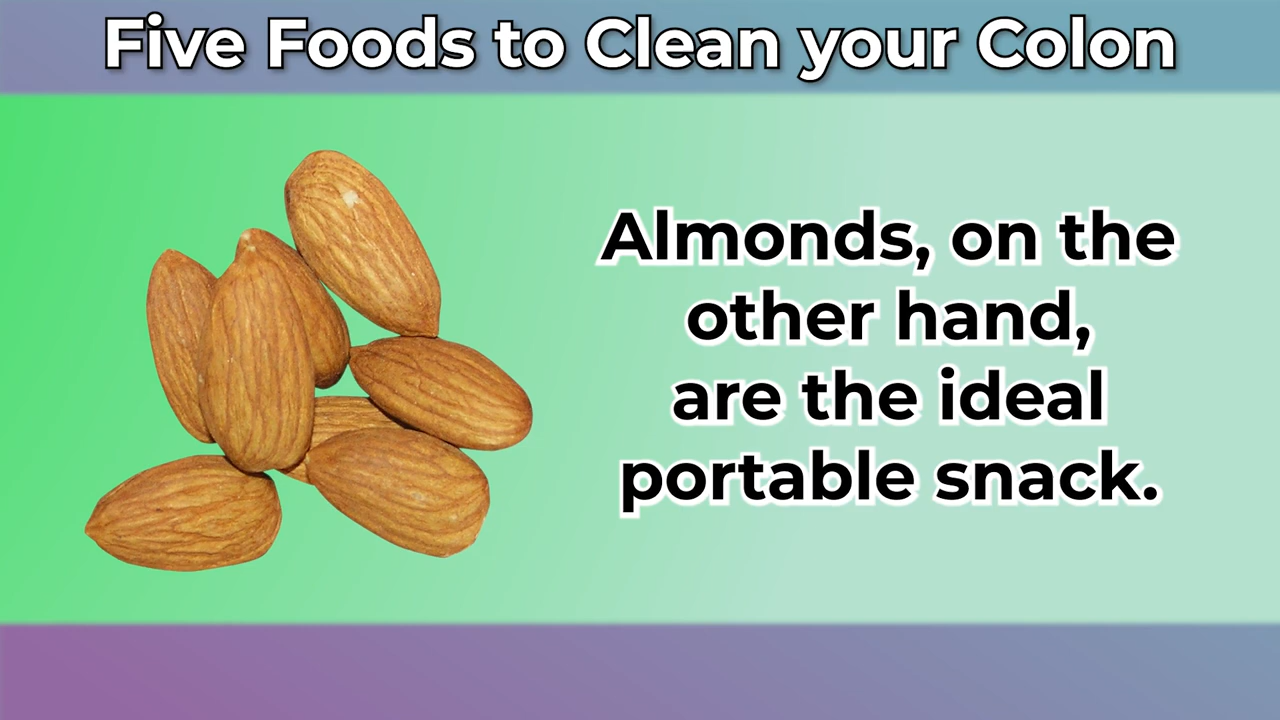 Five Foods to Clean your Colon
Almonds, on the
other hand,
are the ideal
portable snack.